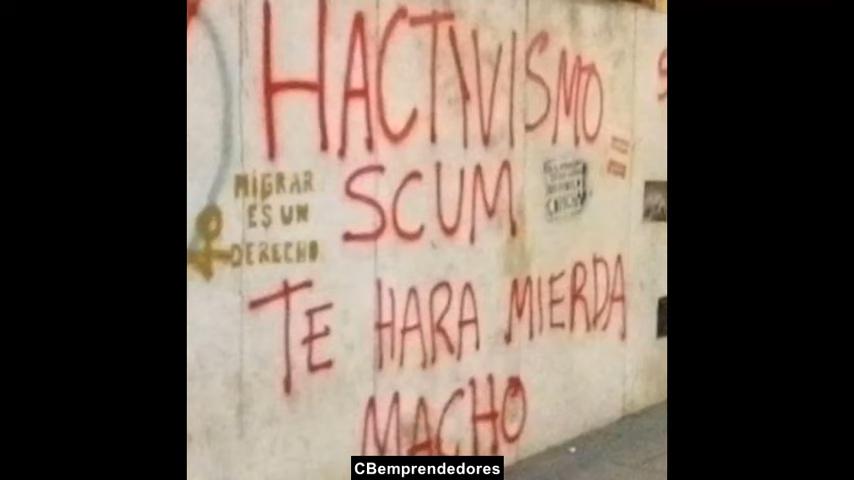 HACTIVISMO
SCUM
MIGRAR
ES UN
DERECHO
TE HARA MIERDA
MACHO
CBemprendedores